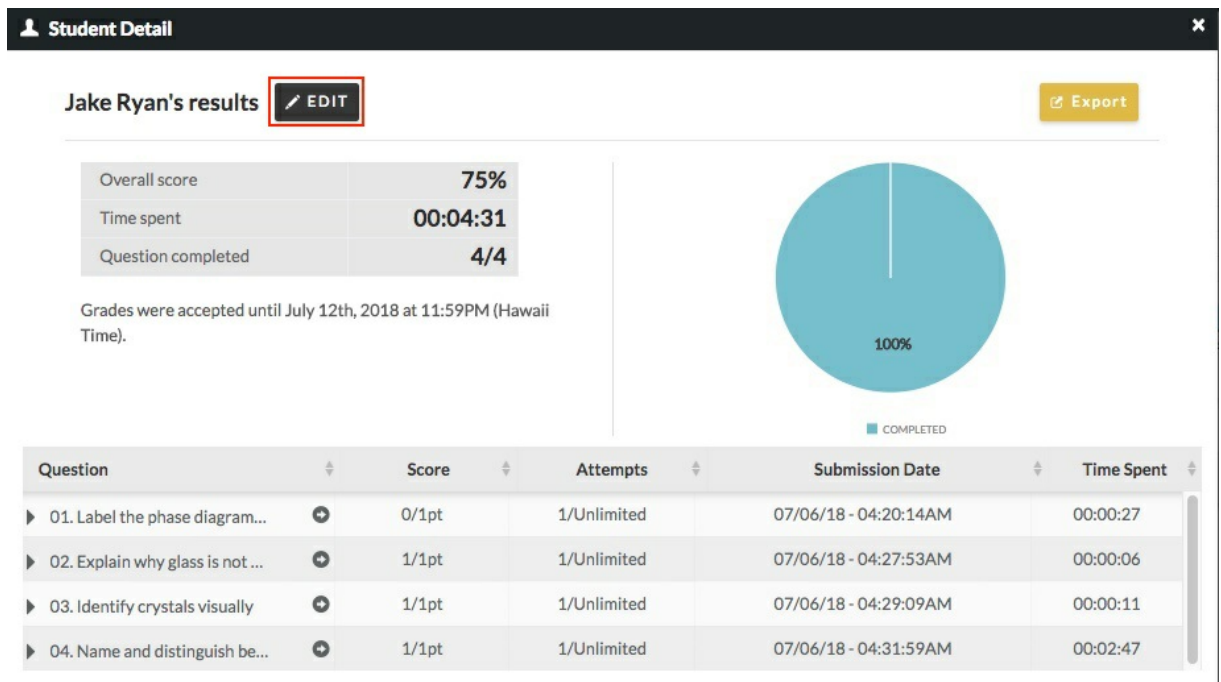 Student Detail
Jake Ryan's results EDIT Export
Overall score 75%
Time spent 00:04:31
Question completed 4/4
Grades were accepted until July 12th, 2018 at 11:59PM (Hawaii
Time).
100%
COMPLETED
Question Score Attempts Submission Date Time Spent
01. Label the phase diagram... 0/1pt 1/Unlimited 07/06/18 - 04:20:14AM 00:00:27
02. Explain why glass is not ... 1/1pt 1/Unlimited 07/06/18 - 04:27:53AM 00:00:06
03. Identify crystals visually 1/1pt 1/Unlimited 07/06/18 - 04:29:09AM 00:00:11
04. Name and distinguish be... 1/1pt 1/Unlimited 07/06/18 - 04:31:59AM 00:02:47